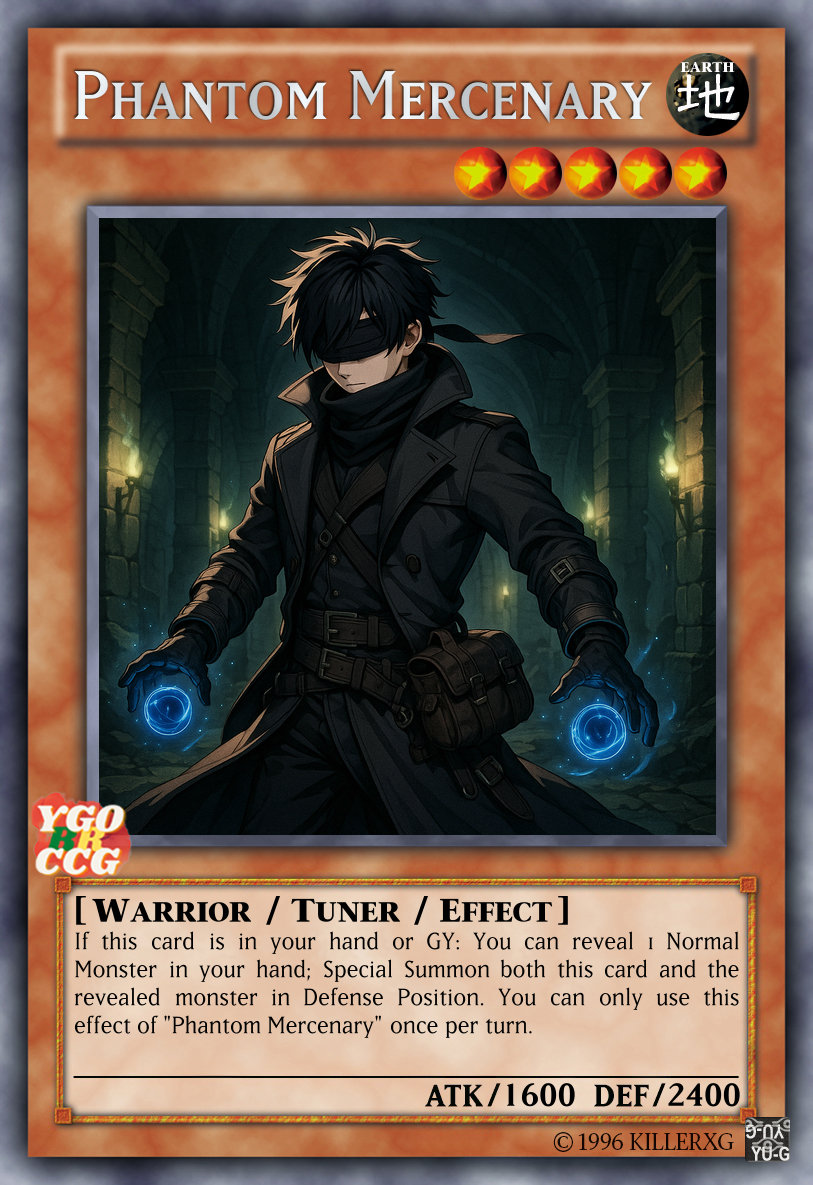 PHANTOM MERCENARY
EARTH
地
YGO
RR
CCG
[ WARRIOR / TUNER / EFFECT ]
If this card is in your hand or GY: You can reveal 1 Normal
Monster in your hand; Special Summon both this card and the
revealed monster in Defense Position. You can only use this
effect of "Phantom Mercenary" once per turn.
ATK/1600 DEF/2400
© 1996 KILLERXG
YU-G